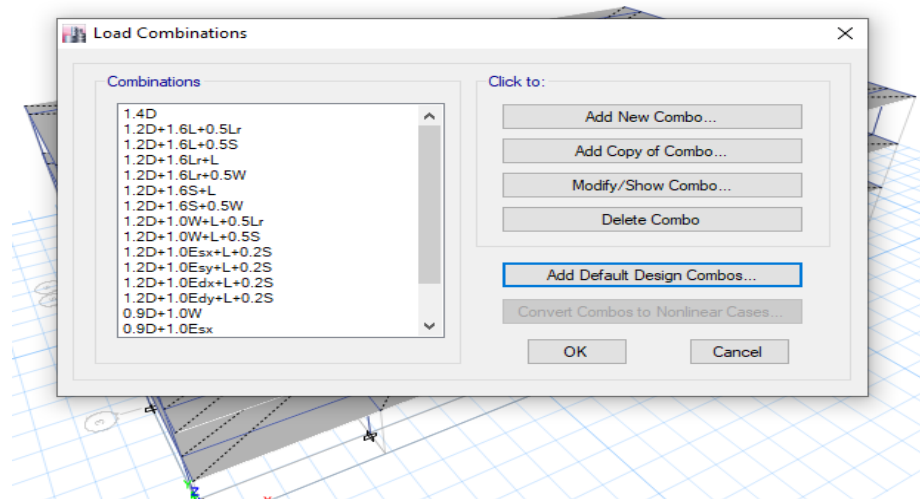 Load Combinations
Combinations
1.4D
1.2D+1.6L+0.5Lr
1.2D+1.6L+0.5S
1.2D+1.6Lr+L
1.2D+1.6Lr+0.5W
1.2D+1.6S+L
1.2D+1.6S+0.5W
1.2D+1.0W+L+0.5Lr
1.2D+1.0W+L+0.5S
1.2D+1.0Esx+L+0.2S
1.2D+1.0Esy+L+0.2S
1.2D+1.0Edx+L+0.2S
1.2D+1.0Edy+L+0.2S
0.9D+1.0W
0.9D+1.0Esx
Click to:
Add New Combo...
Add Copy of Combo...
Modify/Show Combo...
Delete Combo
Add Default Design Combos...
Convert Combos to Nonlinear Cases...
OK
Cancel
3
Z